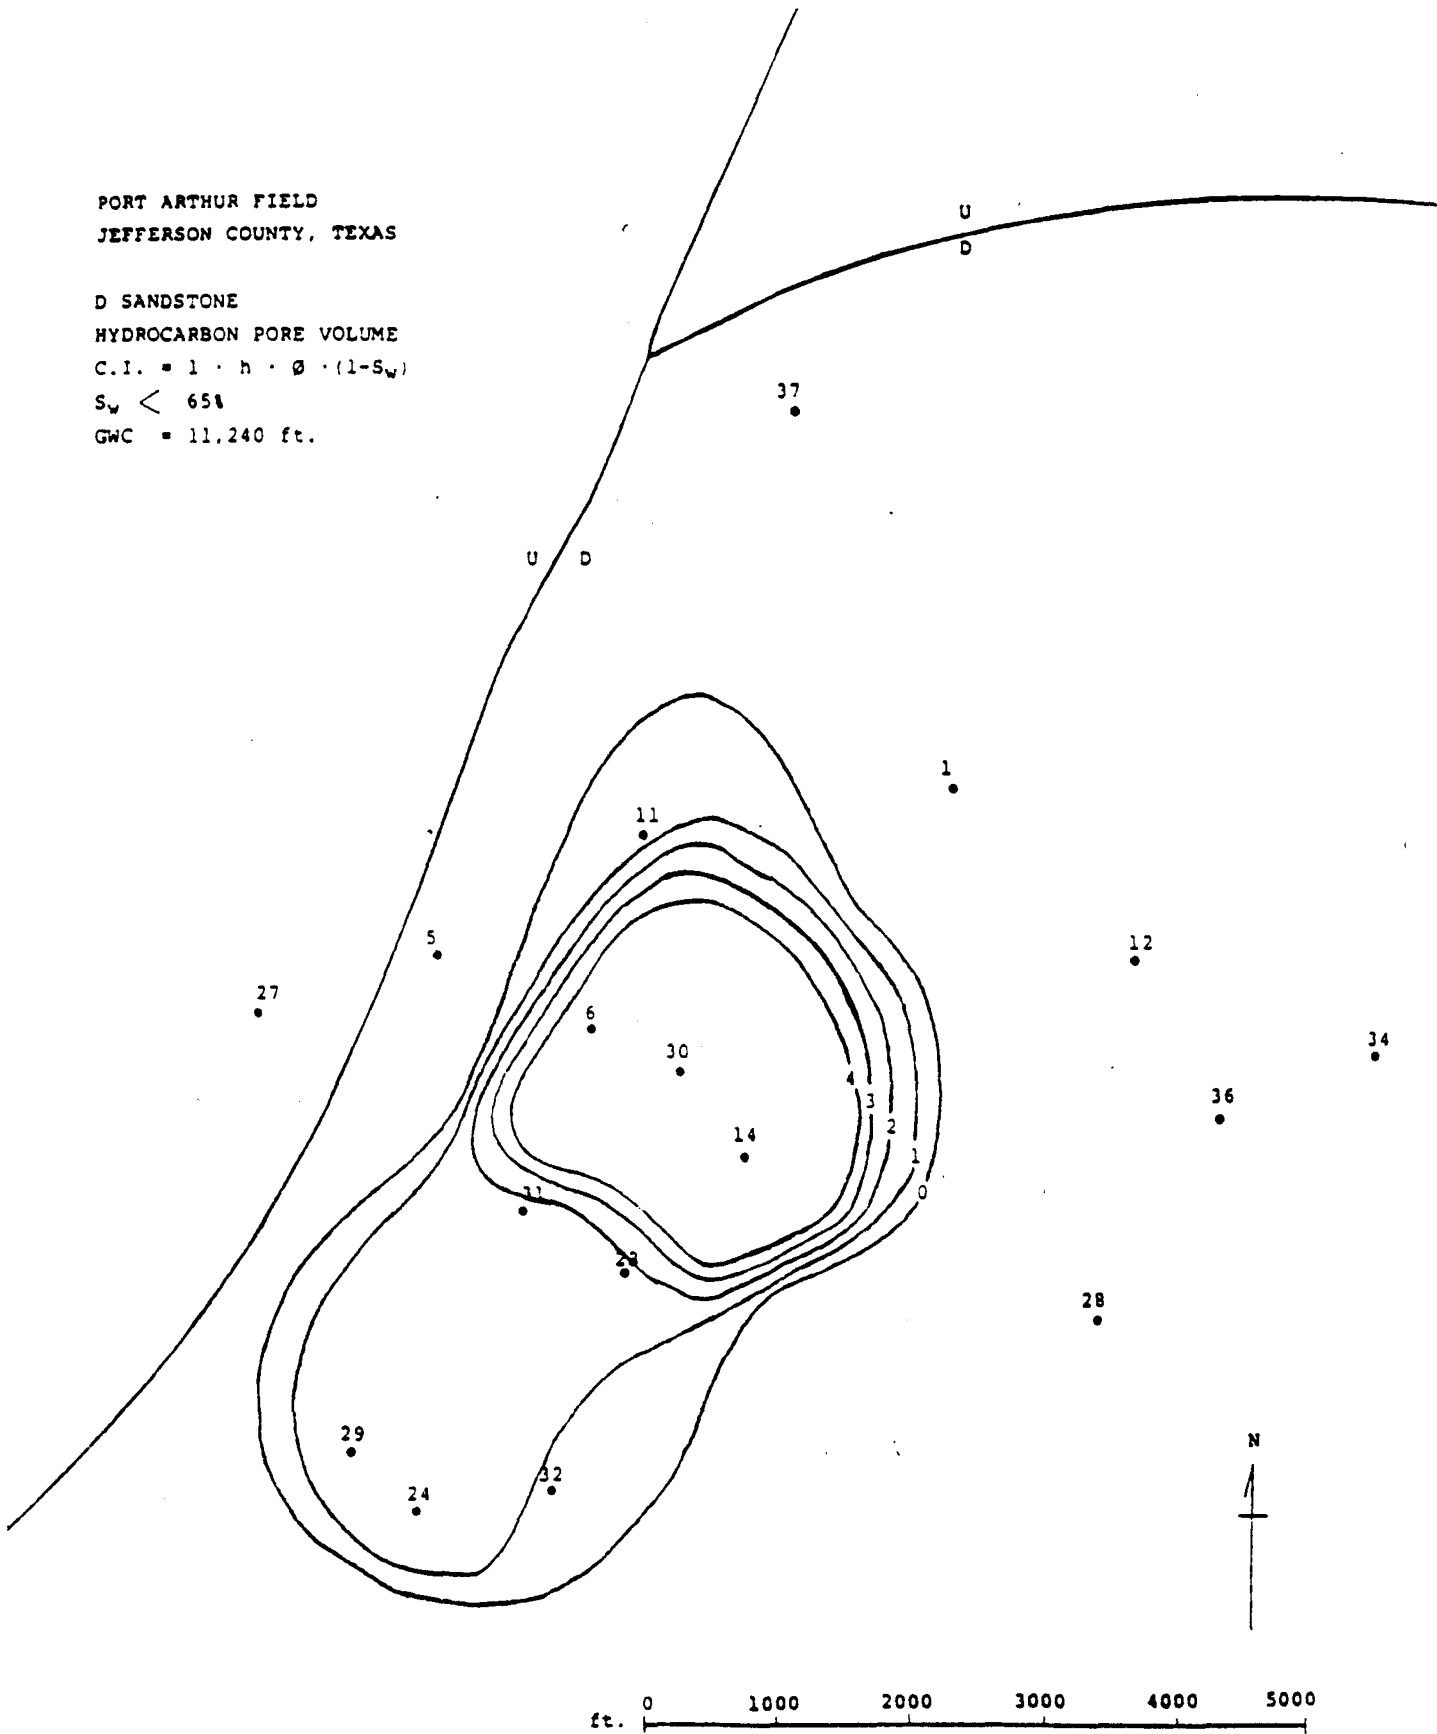 PORT ARTHUR FIELD
JEFFERSON COUNTY, TEXAS
D SANDSTONE
HYDROCARBON PORE VOLUME
C.I. = 1 · h · Ø · (1-Sw)
Sw < 65%
GWC = 11,240 ft.
U
D
37
U D
1
11
5
12
27
6
34
30
4
3
36
2
14
1
0
31
23
28
29
N
32
24
0 1000 2000 3000 4000 5000
ft.